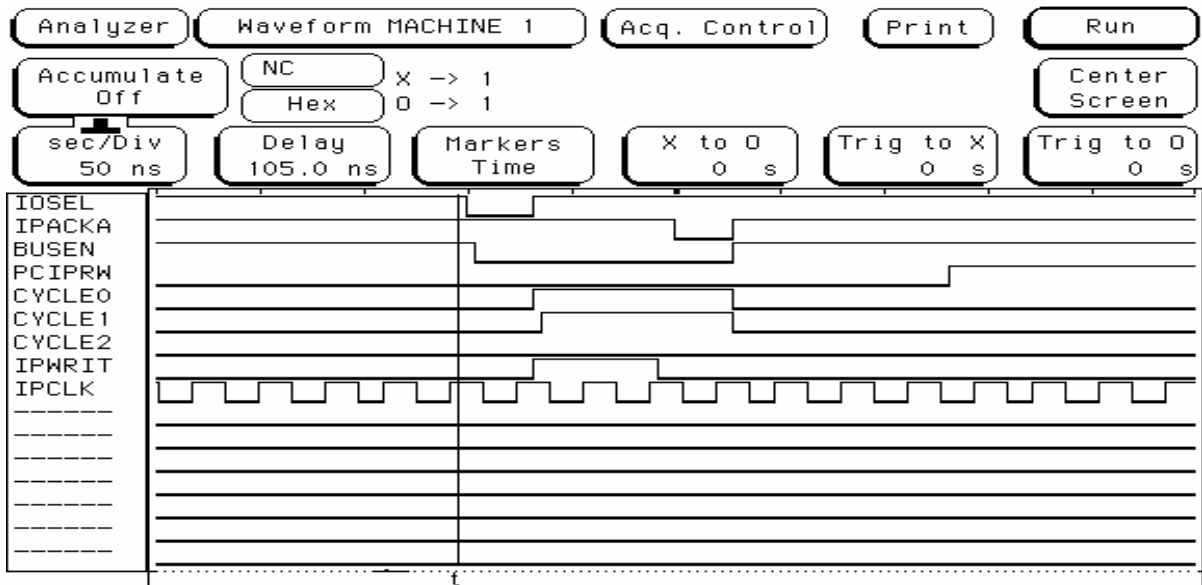 Analyzer Waveform MACHINE 1 Acq. Control Print Run
Accumulate Off NC X -> 1 Center Screen
Hex O -> 1
sec/Div 50 ns Delay 105.0 ns Markers Time X to O 0 s Trig to X 0 s Trig to O 0 s
IOSEL
IPACKA
BUSEN
PCIPRW
CYCLE0
CYCLE1
CYCLE2
IPWRIT
IPCLK
------
------
------
------
------
------
------
t